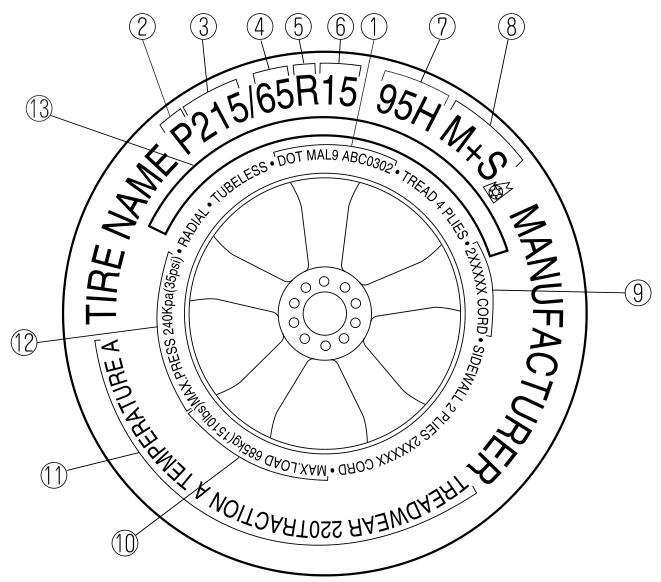 ② ③ ④ ⑤ ⑥ ① ⑦ ⑧
⑬
⑨
⑫
⑪
⑩
TIRE NAME P215/65R15 95H M+S
MANUFACTURER
TREADWEAR 220TRACTION A TEMPERATURE A
• RADIAL • TUBELESS • DOT MAL9 ABC0302 • TREAD 4 PLIES • 2XXXXX CORD • SIDEWALL 2 PLIES 2XXXXX CORD • MAX.LOAD 685kg(1510lbs)MAX.PRESS 240Kpa(35psi)